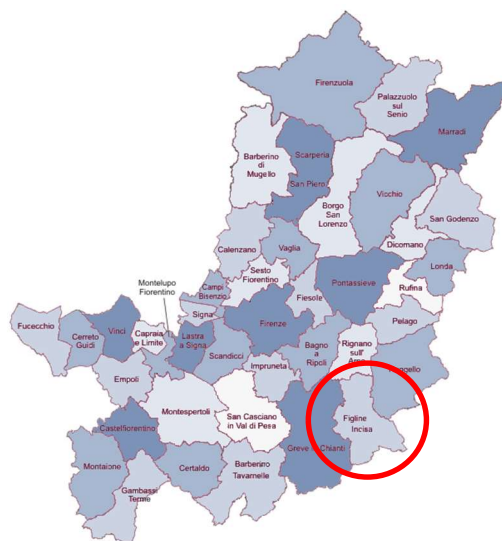 Firenzuola
Palazzuolo
sul
Senio
Marradi
Barberino
di
Mugello
Scarperia
San Piero
Borgo
San
Lorenzo
Vicchio
San Godenzo
Dicomano
Calenzano
Vaglia
Londa
Sesto
Fiorentino
Pontassieve
Rufina
Montelupo
Fiorentino
Campi
Bisenzio
Signa
Fiesole
Pelago
Fucecchio
Cerreto
Guidi
Vinci
Capraia
e Limite
Lastra
a Signa
Scandicci
Firenze
Bagno
a
Ripoli
Rignano
sull'
Empoli
Impruneta
Montespertoli
San Casciano
in Val di Pesa
Figline
Incisa
Castelfiorentino
Greve
Chianti
Montaione
Certaldo
Barberino
Tavarnelle
Gambassi
Terme